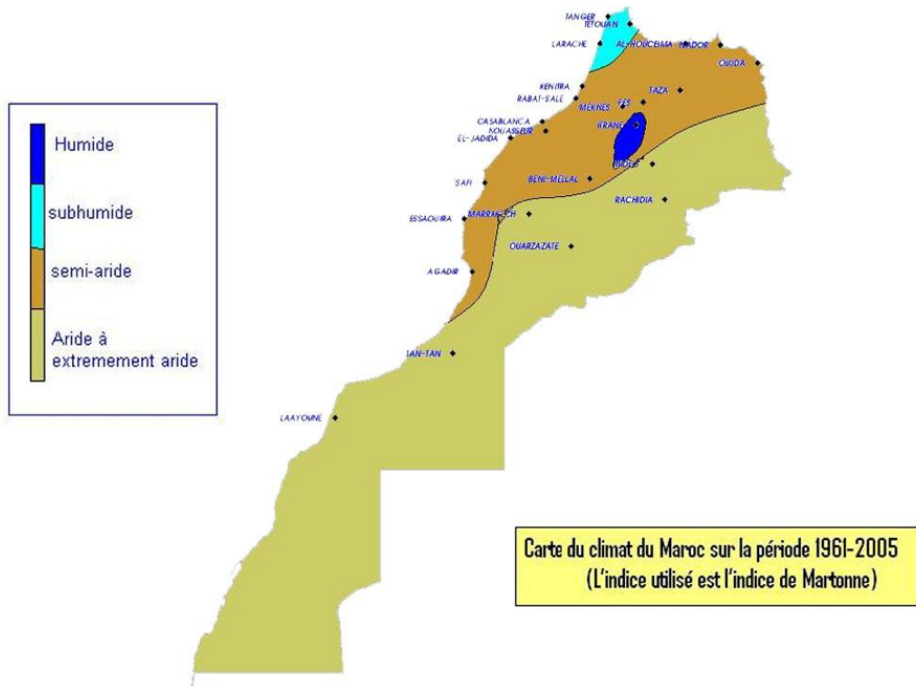 TANGER
TETOUAN
LARACHE
AL-HOUCEIMA
OUJDA
KENITRA
RABAT-SALE
MEKNES
FES
TAZA
CASABLANCA
NOUASSEUR
EL-JADIDA
IFRANE
SAFI
BENI-MELLAL
RACHIDIA
ESSAOUIRA
MARRAKECH
OUARZAZATE
AGADIR
TAN-TAN
LAAYOUNE
Humide
subhumide
semi-aride
Aride à
extremement aride
Carte du climat du Maroc sur la période 1961-2005
(L'indice utilisé est l'indice de Martonne)